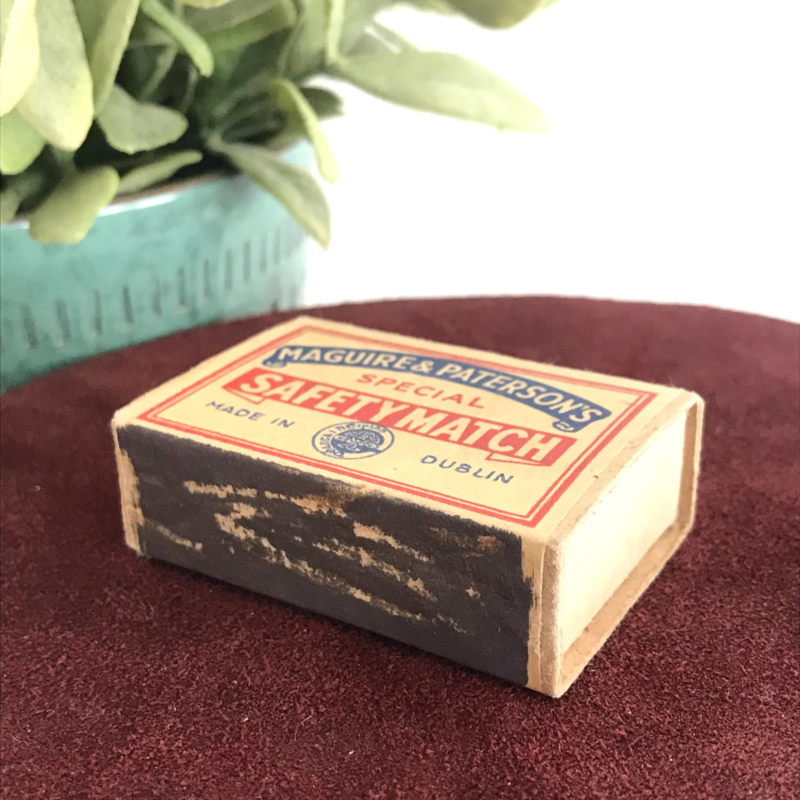 MAGUIRE & PATERSON'S
SPECIAL
SAFETY MATCH
MADE IN
DUBLIN